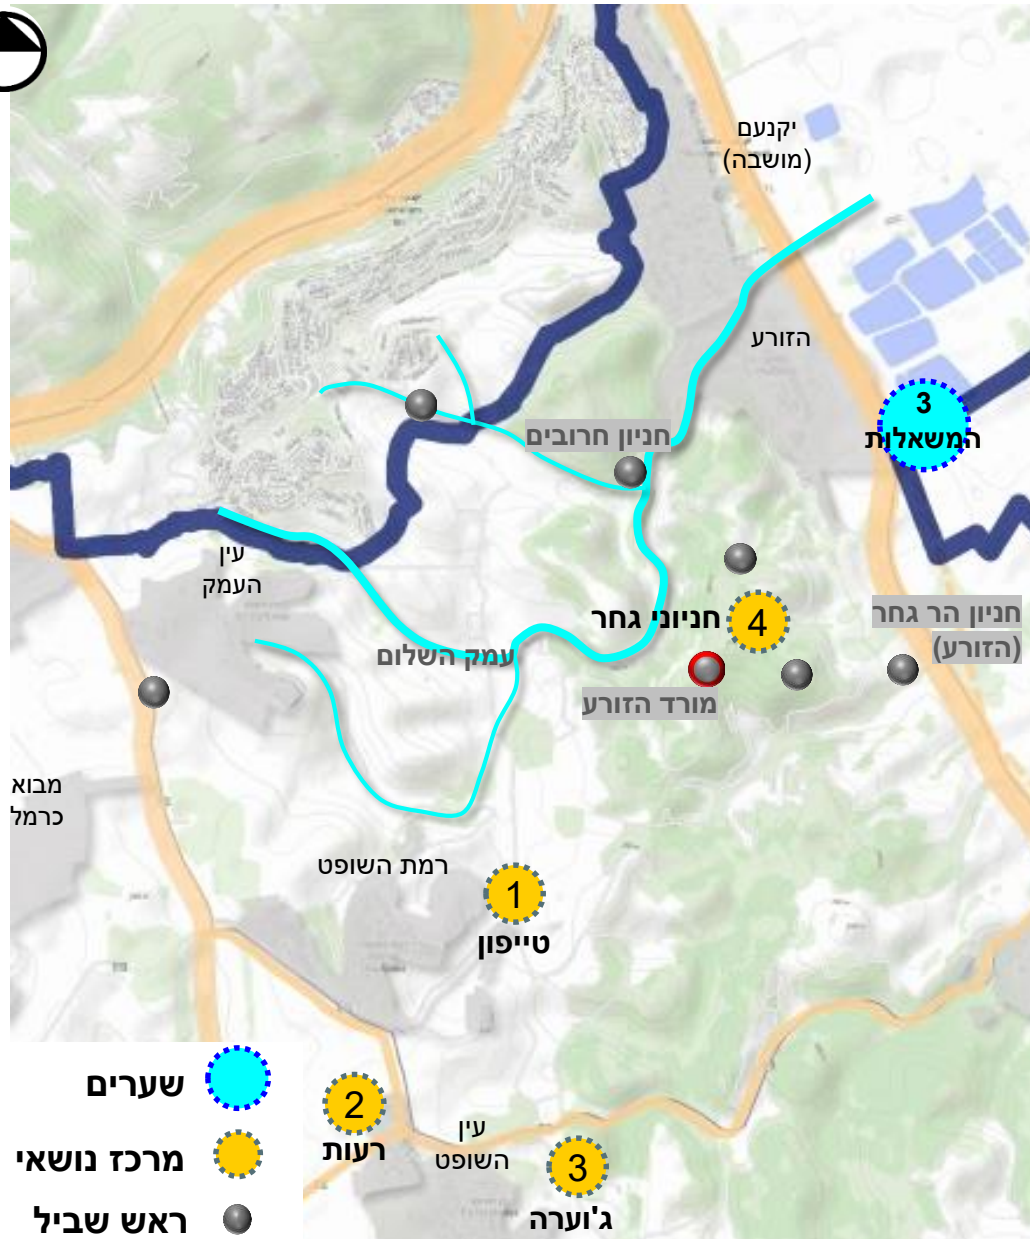 יקנעם
(מושבה)
הזורע
3
המשאלות
חניון חרובים
עין
העמק
חניוני גחר
4
חניון הר גחר
(הזורע)
עמק השלום
מורד הזורע
מבוא
כרמל
רמת השופט
1
טייפון
שערים
2
רעות
עין
השופט
מרכז נושאי
3
ג'וערה
ראש שביל